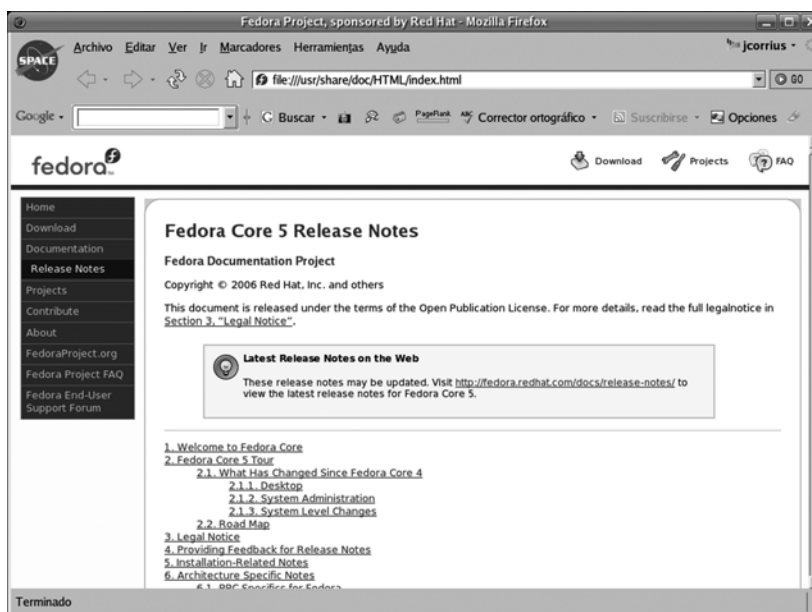 Fedora Project, sponsored by Red Hat - Mozilla Firefox
SPACE
Archivo Editar Ver Ir Marcadores Herramientas Ayuda
jcorrius
file:///usr/share/doc/HTML/index.html
GO
Google
Buscar
PageRank
ABC Corrector ortográfico
Suscribirse
Opciones
fedora
Download Projects FAQ
Home
Download
Documentation
Release Notes
Projects
Contribute
About
FedoraProject.org
Fedora Project FAQ
Fedora End-User
Support Forum
Fedora Core 5 Release Notes
Fedora Documentation Project
Copyright © 2006 Red Hat, Inc. and others
This document is released under the terms of the Open Publication License. For more details, read the full legalnotice in
Section 3, "Legal Notice".
Latest Release Notes on the Web
These release notes may be updated. Visit http://fedora.redhat.com/docs/release-notes/ to
view the latest release notes for Fedora Core 5.
1. Welcome to Fedora Core
2. Fedora Core 5 Tour
2.1. What Has Changed Since Fedora Core 4
2.1.1. Desktop
2.1.2. System Administration
2.1.3. System Level Changes
2.2. Road Map
3. Legal Notice
4. Providing Feedback for Release Notes
5. Installation-Related Notes
6. Architecture Specific Notes
6.1. PPC Specifics for Fedora
Terminado